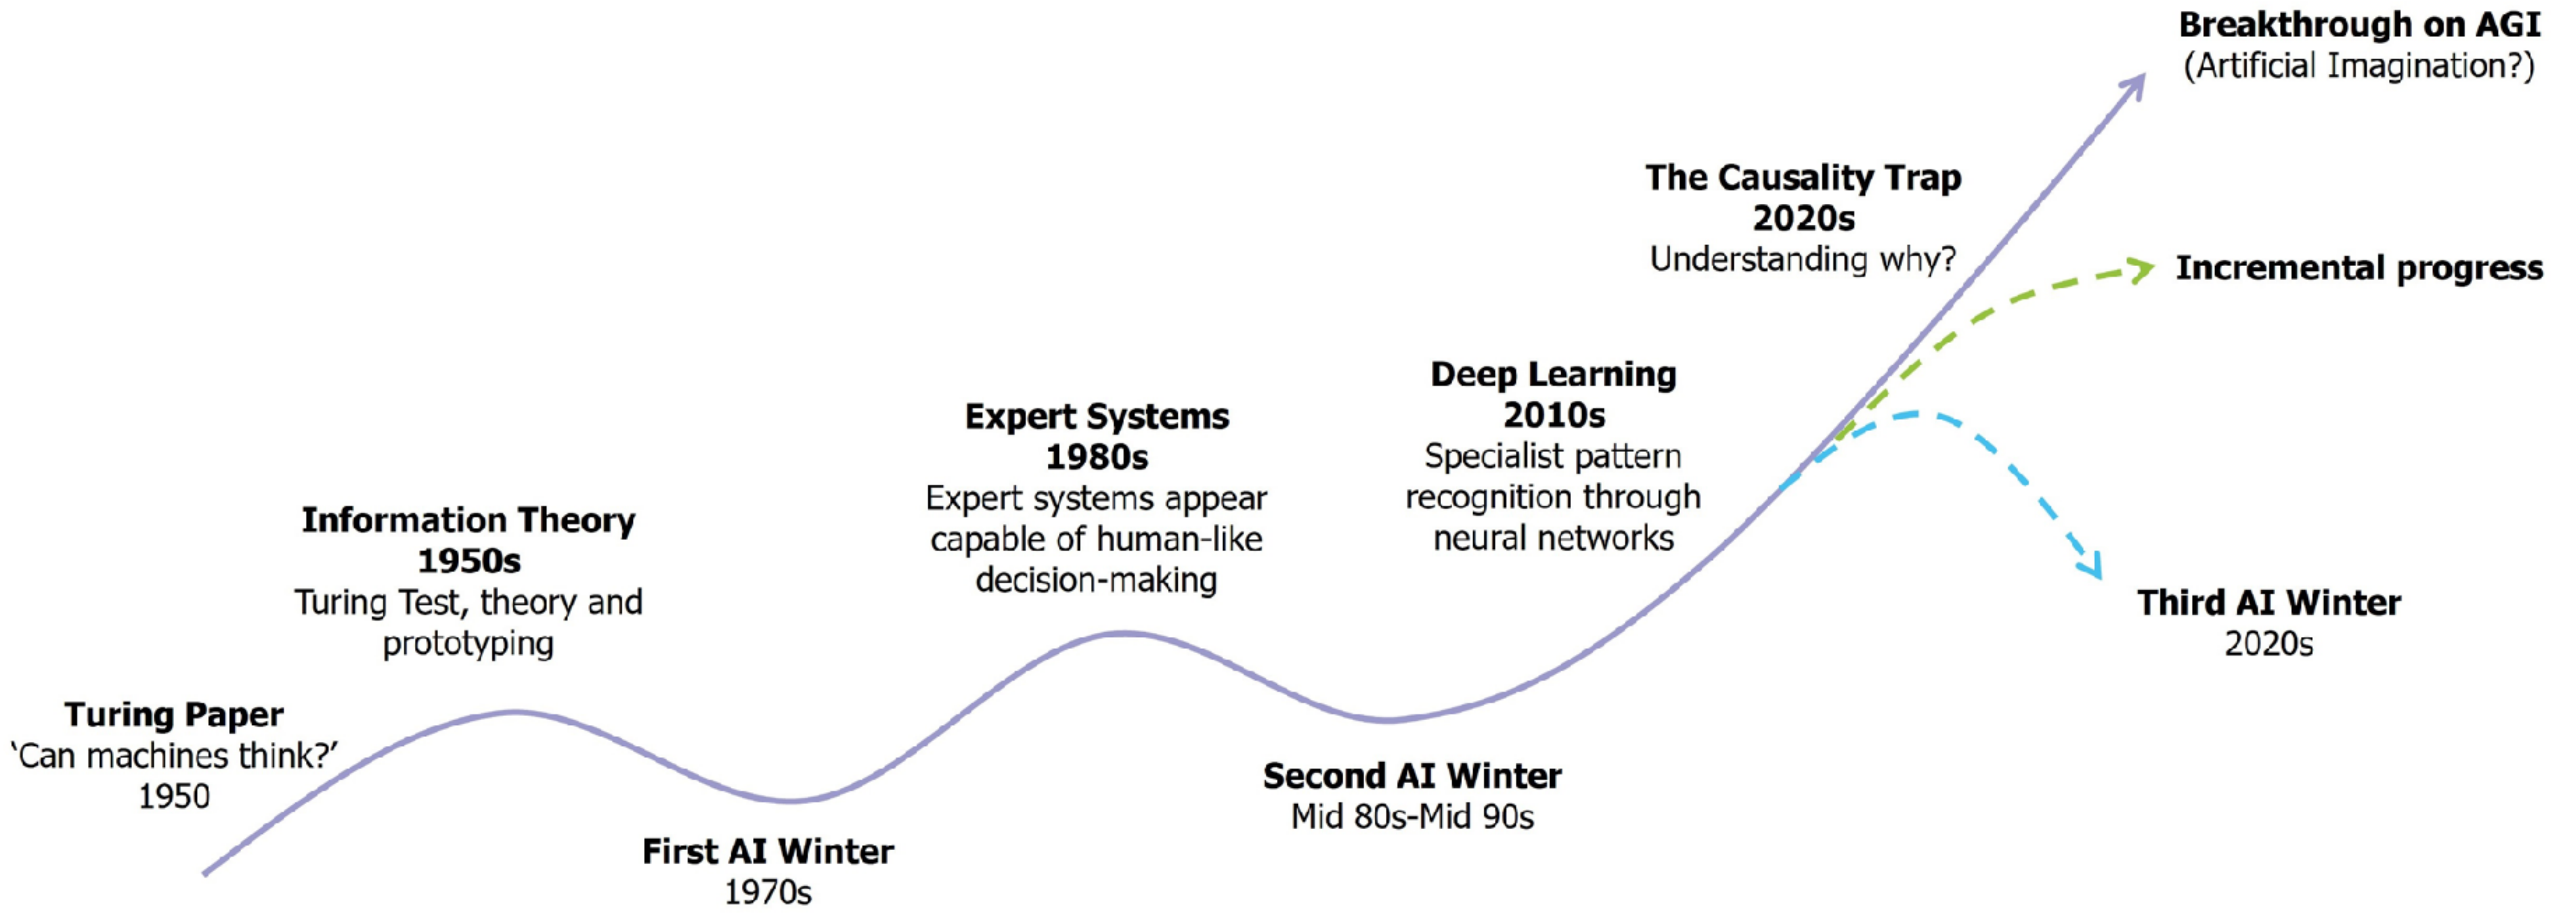 Turing Paper
‘Can machines think?’
1950
Information Theory
1950s
Turing Test, theory and
prototyping
First AI Winter
1970s
Expert Systems
1980s
Expert systems appear
capable of human-like
decision-making
Second AI Winter
Mid 80s-Mid 90s
Deep Learning
2010s
Specialist pattern
recognition through
neural networks
The Causality Trap
2020s
Understanding why?
Breakthrough on AGI
(Artificial Imagination?)
Incremental progress
Third AI Winter
2020s